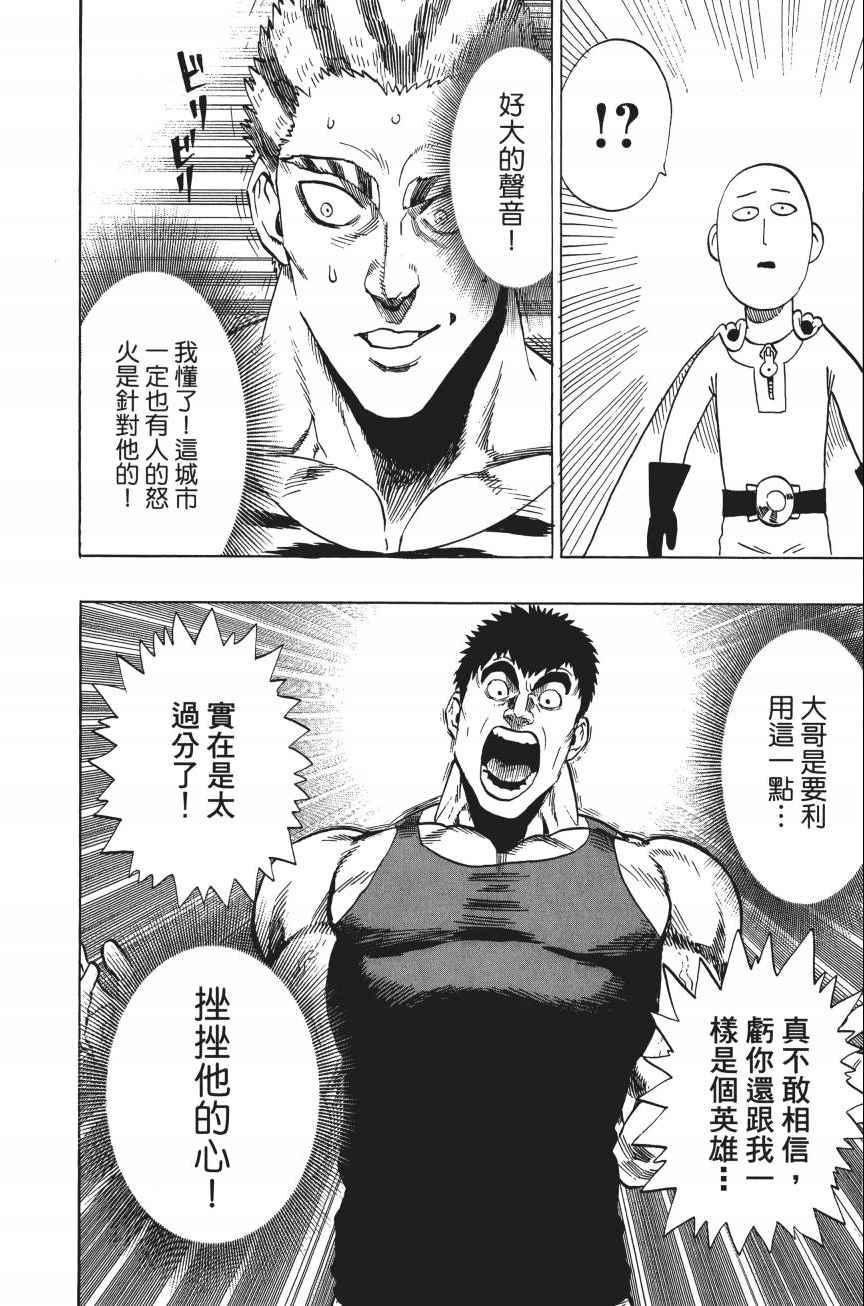 !?
好大的聲音！
ビリ
ビリ
我懂了！這城市
一定也有人的怒
火是針對他的！
大哥是要利
用這一點…
真不敢相信，
虧你還跟我一
樣是個英雄…
實在是太
過分了！
挫挫他的心！